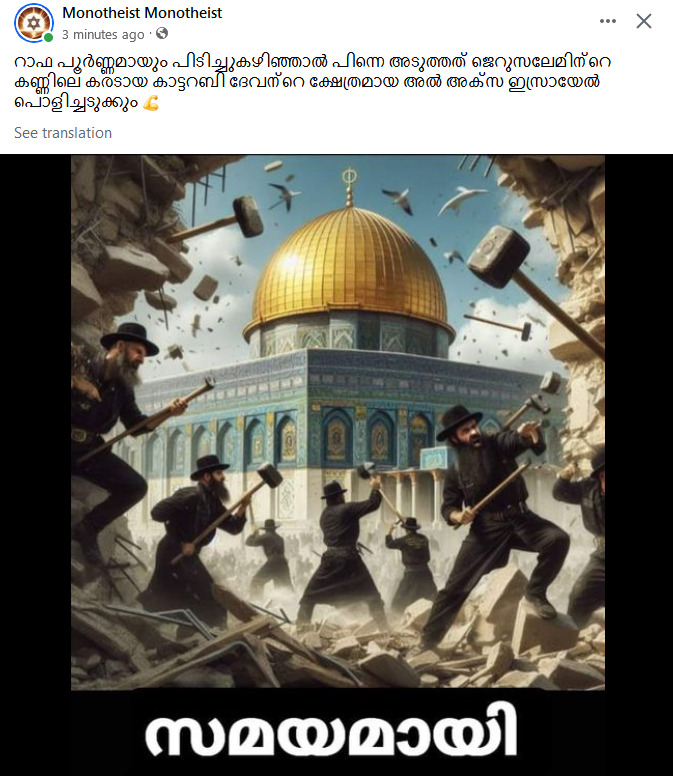 Monotheist Monotheist
3 minutes ago ·
റാഫ പൂർണ്ണമായും പിടിച്ചുകഴിഞ്ഞാൽ പിന്നെ അടുത്തത് ജെറുസലേമിന്റെ
കണ്ണിലെ കരടായ കാട്ടറബി ദേവന്റെ ക്ഷേത്രമായ അൽ അക്സ ഇസ്രായേൽ
പൊളിച്ചടുക്കും 💪
See translation
സമയമായി